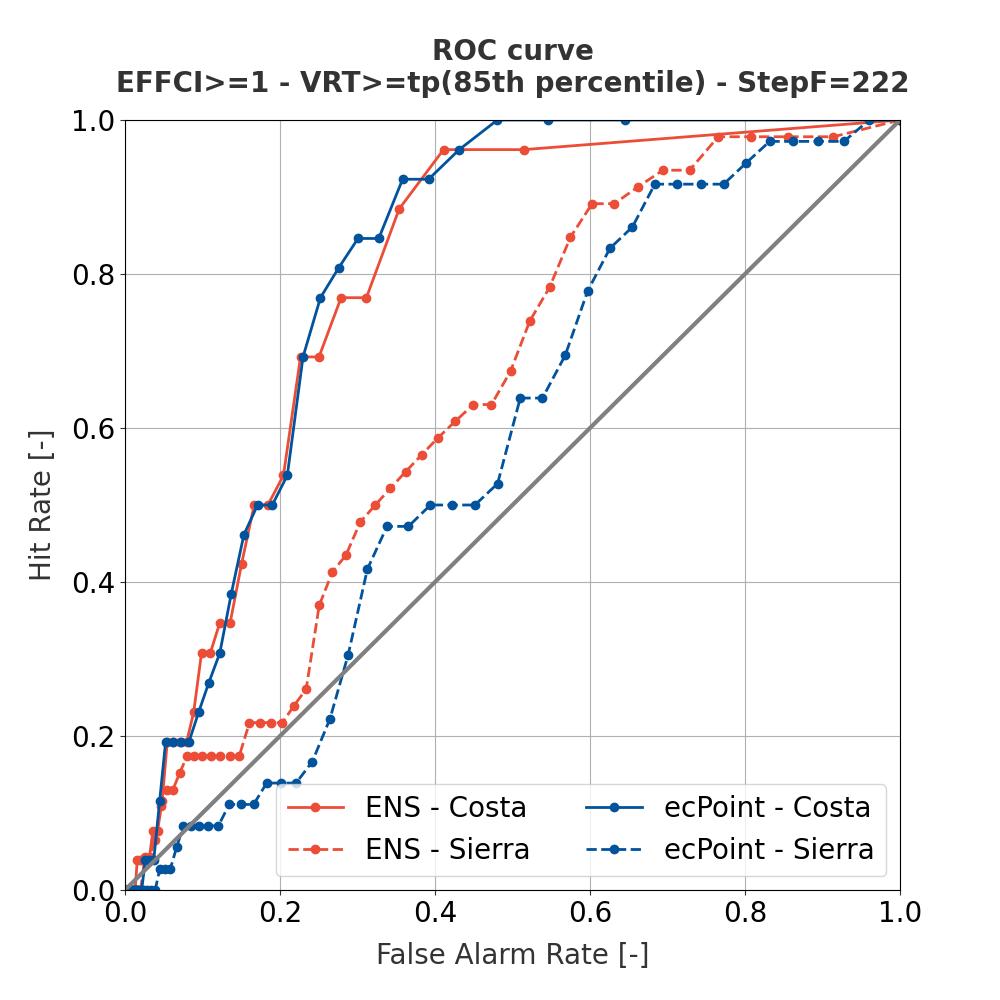 ROC curve
EFFCI>=1 - VRT>=tp(85th percentile) - StepF=222
1.0
0.8
0.6
0.4
0.2
0.0
Hit Rate [-]
ENS - Costa
ENS - Sierra
ecPoint - Costa
ecPoint - Sierra
0.0 0.2 0.4 0.6 0.8 1.0
False Alarm Rate [-]